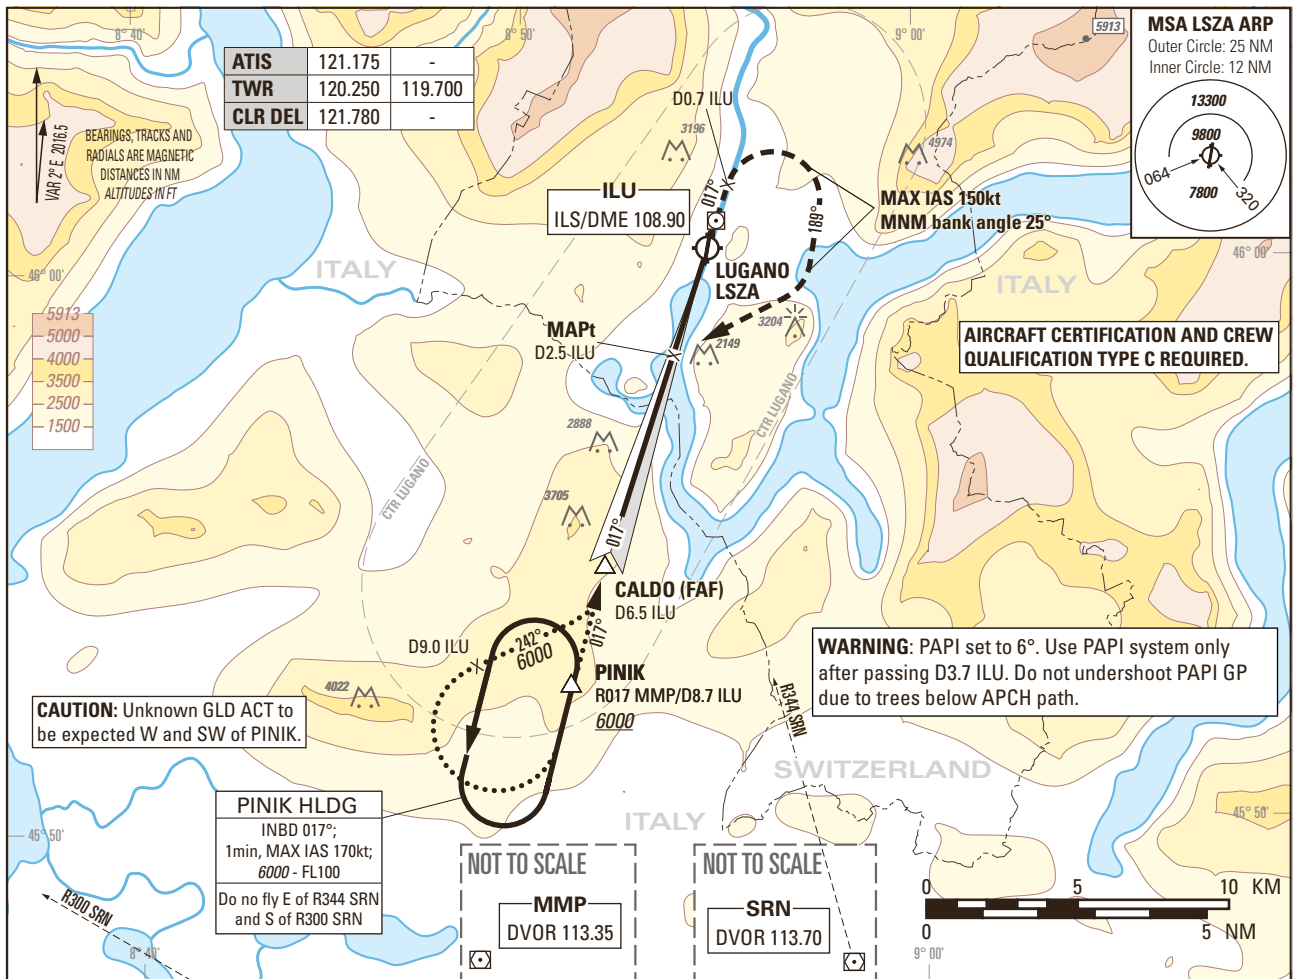 8° 40'
8° 50'
9° 00'
5913
ATIS 121.175 -
TWR 120.250 119.700
CLR DEL 121.780 -
MSA LSZA ARP
Outer Circle: 25 NM
Inner Circle: 12 NM
13300
9800
7800
064
320
VAR 2° E 2016.5
BEARINGS, TRACKS AND
RADIALS ARE MAGNETIC
DISTANCES IN NM
ALTITUDES IN FT
D0.7 ILU
3196
4974
017°
ILU
ILS/DME 108.90
189°
MAX IAS 150kt
MNM bank angle 25°
LUGANO
LSZA
ITALY
ITALY
46° 00'
46° 00'
5913
5000
4000
3500
2500
1500
MAPt
D2.5 ILU
3204
2149
AIRCRAFT CERTIFICATION AND CREW
QUALIFICATION TYPE C REQUIRED.
CTR LUGANO
CTR LUGANO
2888
3705
017°
CALDO (FAF)
D6.5 ILU
017°
D9.0 ILU
242°
6000
PINIK
R017 MMP/D8.7 ILU
6000
4022
WARNING: PAPI set to 6°. Use PAPI system only
after passing D3.7 ILU. Do not undershoot PAPI GP
due to trees below APCH path.
CAUTION: Unknown GLD ACT to
be expected W and SW of PINIK.
R344 SRN
SWITZERLAND
ITALY
PINIK HLDG
INBD 017°;
1min, MAX IAS 170kt;
6000 - FL100
Do no fly E of R344 SRN
and S of R300 SRN
45° 50'
45° 50'
R300 SRN
NOT TO SCALE
MMP
DVOR 113.35
NOT TO SCALE
SRN
DVOR 113.70
0 5 10 KM
0 5 NM
8° 40'
9° 00'